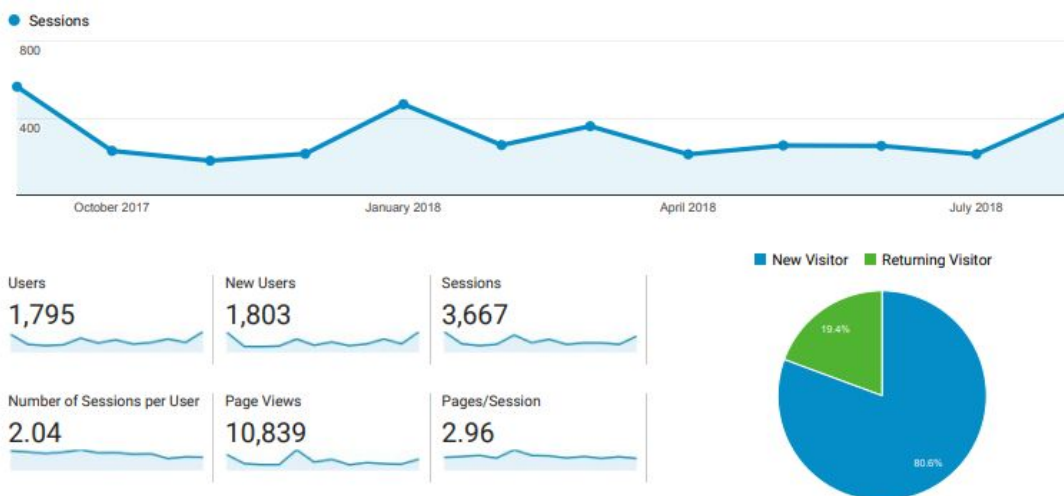 Sessions
800
400
October 2017 January 2018 April 2018 July 2018
New Visitor Returning Visitor
Users New Users Sessions
1,795 1,803 3,667
19.4%
Number of Sessions per User Page Views Pages/Session
2.04 10,839 2.96
80.6%